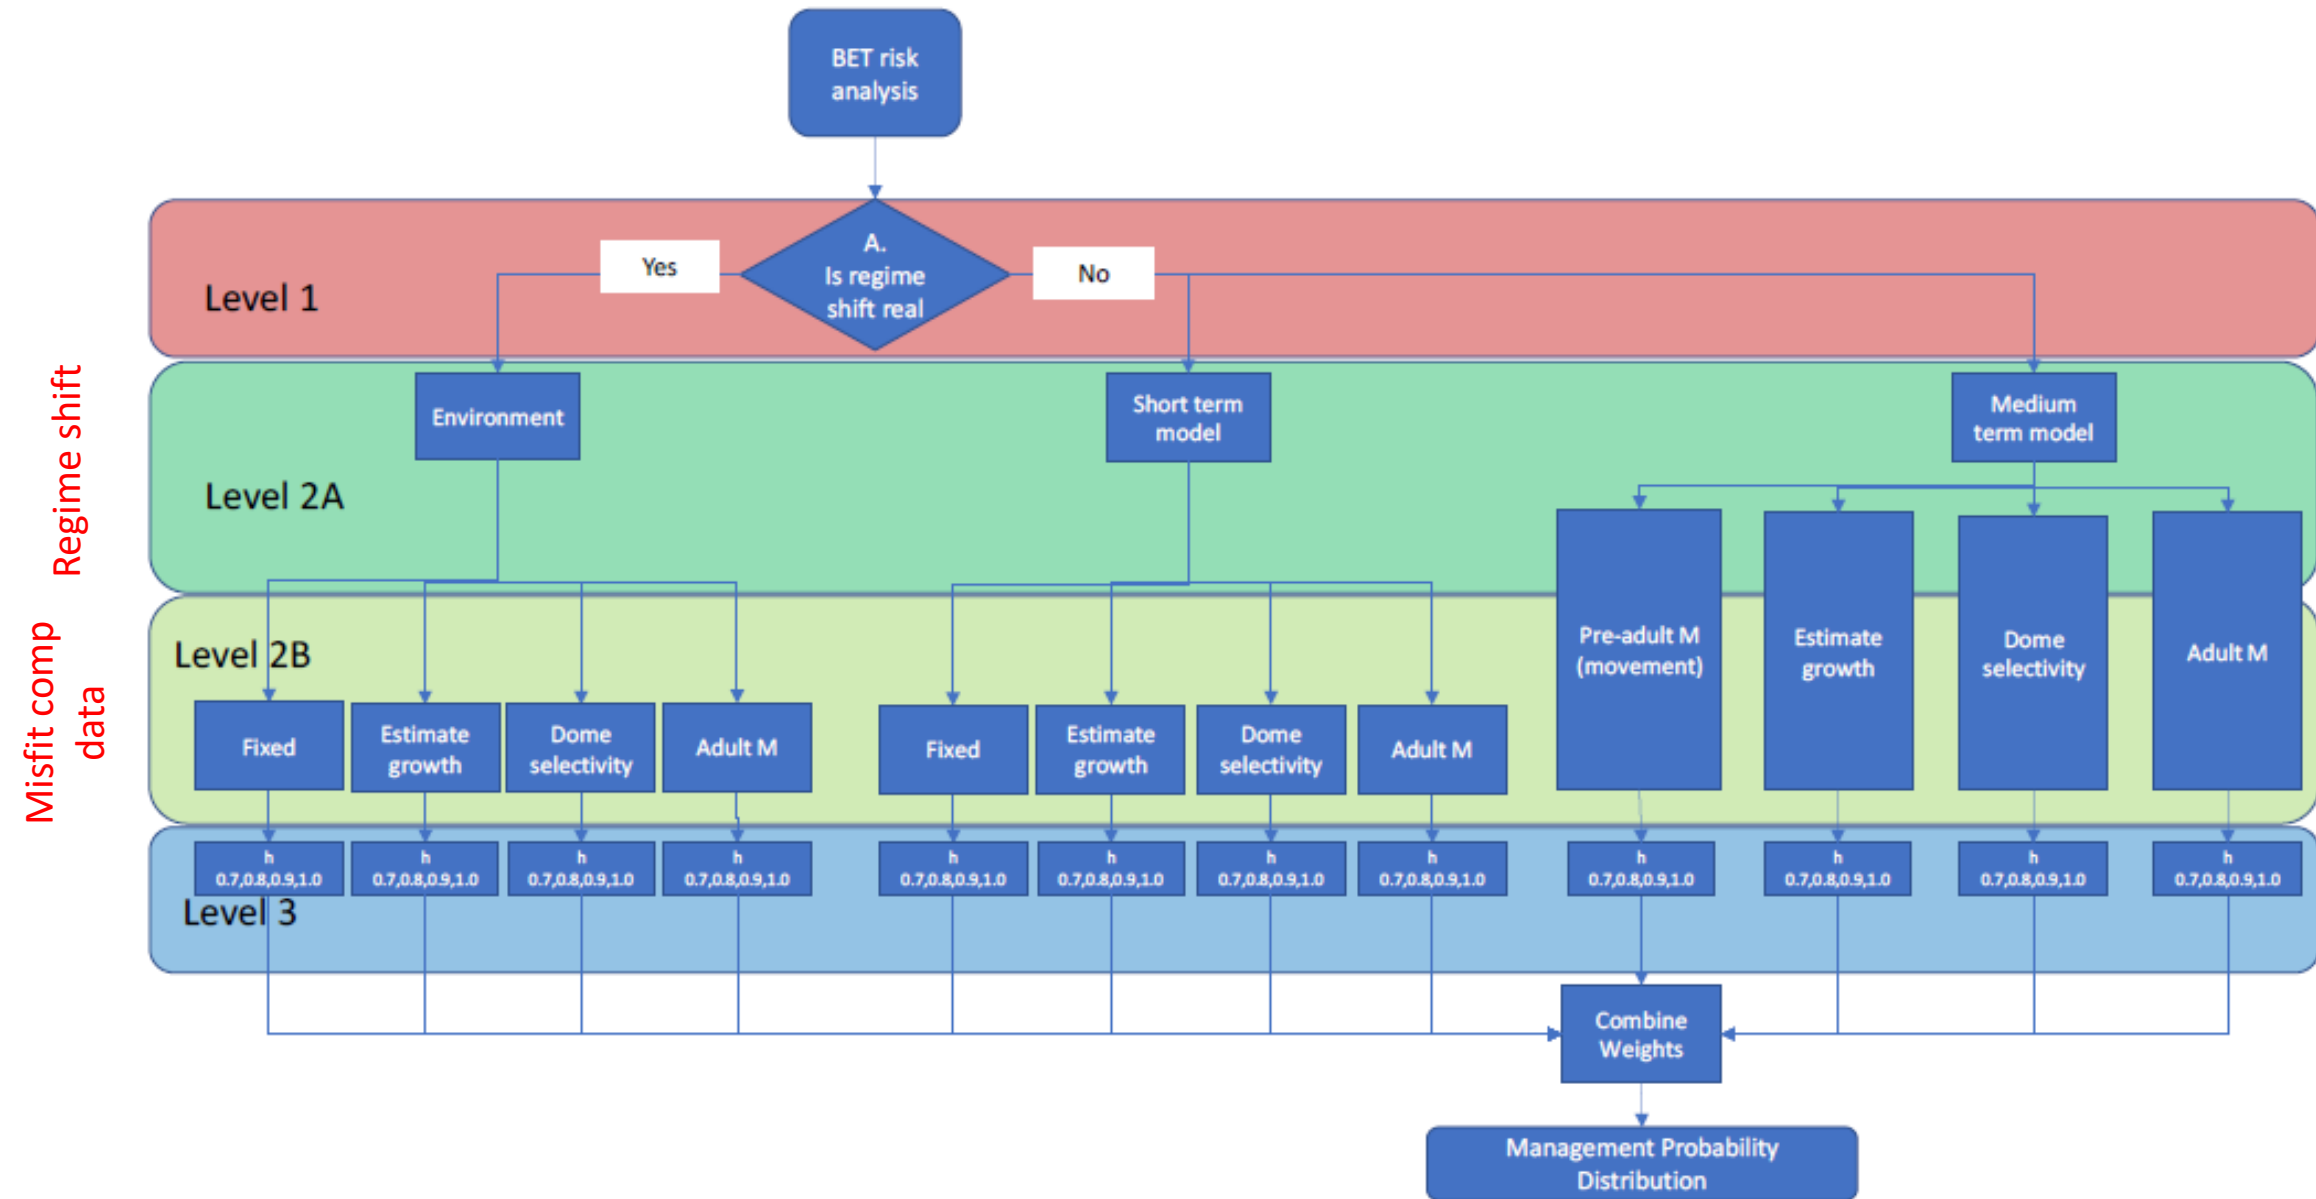 BET risk
analysis
A.
Is regime
shift real
Yes
No
Level 1
Regime shift
Environment
Short term
model
Medium
term model
Level 2A
Misfit comp
data
Level 2B
Fixed
Estimate
growth
Dome
selectivity
Adult M
Fixed
Estimate
growth
Dome
selectivity
Adult M
Pre-adult M
(movement)
Estimate
growth
Dome
selectivity
Adult M
h
0.7,0.8,0.9,1.0
h
0.7,0.8,0.9,1.0
h
0.7,0.8,0.9,1.0
h
0.7,0.8,0.9,1.0
h
0.7,0.8,0.9,1.0
h
0.7,0.8,0.9,1.0
h
0.7,0.8,0.9,1.0
h
0.7,0.8,0.9,1.0
h
0.7,0.8,0.9,1.0
h
0.7,0.8,0.9,1.0
h
0.7,0.8,0.9,1.0
h
0.7,0.8,0.9,1.0
Level 3
Combine
Weights
Management Probability
Distribution